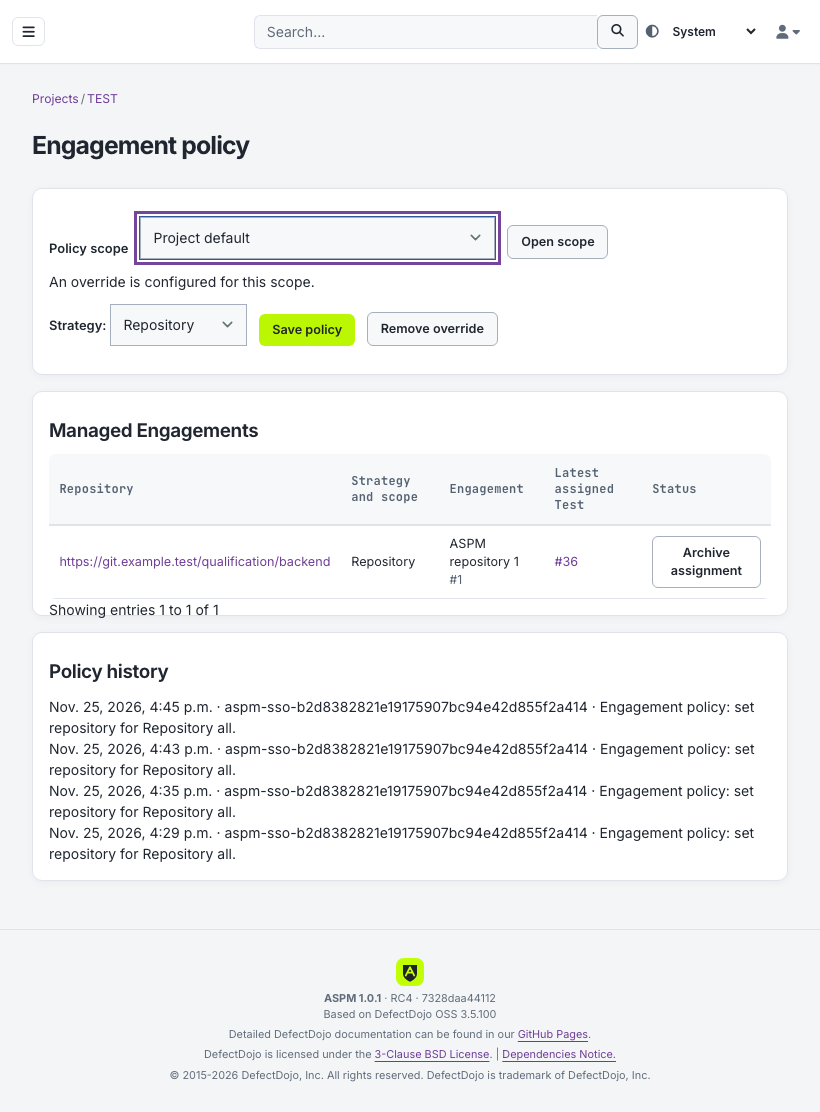 Search...
System
Projects / TEST
Engagement policy
Policy scope Project default Open scope
An override is configured for this scope.
Strategy: Repository Save policy Remove override
Managed Engagements
Repository
Strategy
and scope
Engagement
Latest
assigned
Test
Status
https://git.example.test/qualification/backend
Repository
ASPM
repository 1
#1
#36
Archive
assignment
Showing entries 1 to 1 of 1
Policy history
Nov. 25, 2026, 4:45 p.m. · aspm-sso-b2d8382821e19175907bc94e42d855f2a414 · Engagement policy: set
repository for Repository all.
Nov. 25, 2026, 4:43 p.m. · aspm-sso-b2d8382821e19175907bc94e42d855f2a414 · Engagement policy: set
repository for Repository all.
Nov. 25, 2026, 4:35 p.m. · aspm-sso-b2d8382821e19175907bc94e42d855f2a414 · Engagement policy: set
repository for Repository all.
Nov. 25, 2026, 4:29 p.m. · aspm-sso-b2d8382821e19175907bc94e42d855f2a414 · Engagement policy: set
repository for Repository all.
ASPM 1.0.1 · RC4 · 7328daa44112
Based on DefectDojo OSS 3.5.100
Detailed DefectDojo documentation can be found in our GitHub Pages.
DefectDojo is licensed under the 3-Clause BSD License. | Dependencies Notice.
© 2015-2026 DefectDojo, Inc. All rights reserved. DefectDojo is trademark of DefectDojo, Inc.